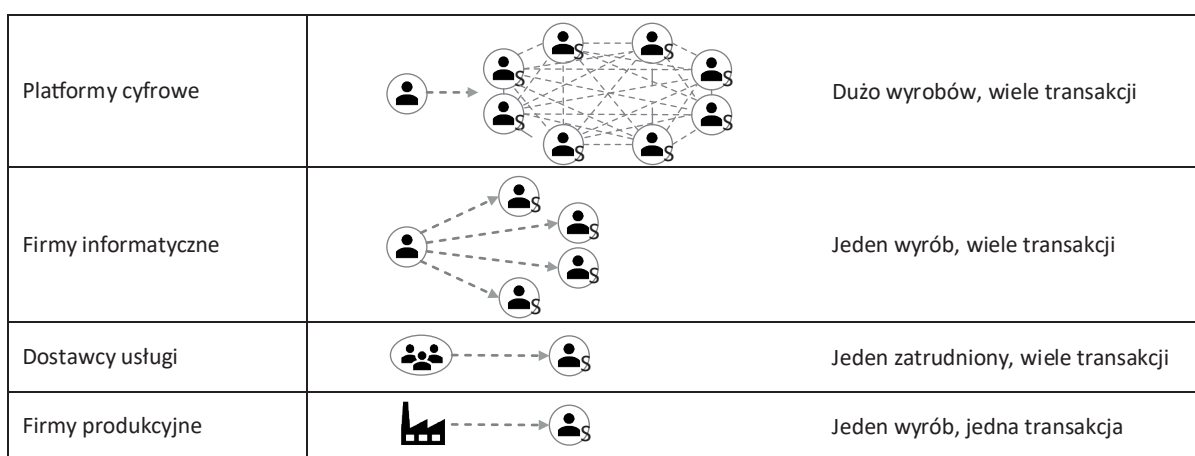 Platformy cyfrowe
S S
S S
S S
S S
Dużo wyrobów, wiele transakcji
Firmy informatyczne
S
S
S
S
Jeden wyrób, wiele transakcji
Dostawcy usługi
S
Jeden zatrudniony, wiele transakcji
Firmy produkcyjne
S
Jeden wyrób, jedna transakcja